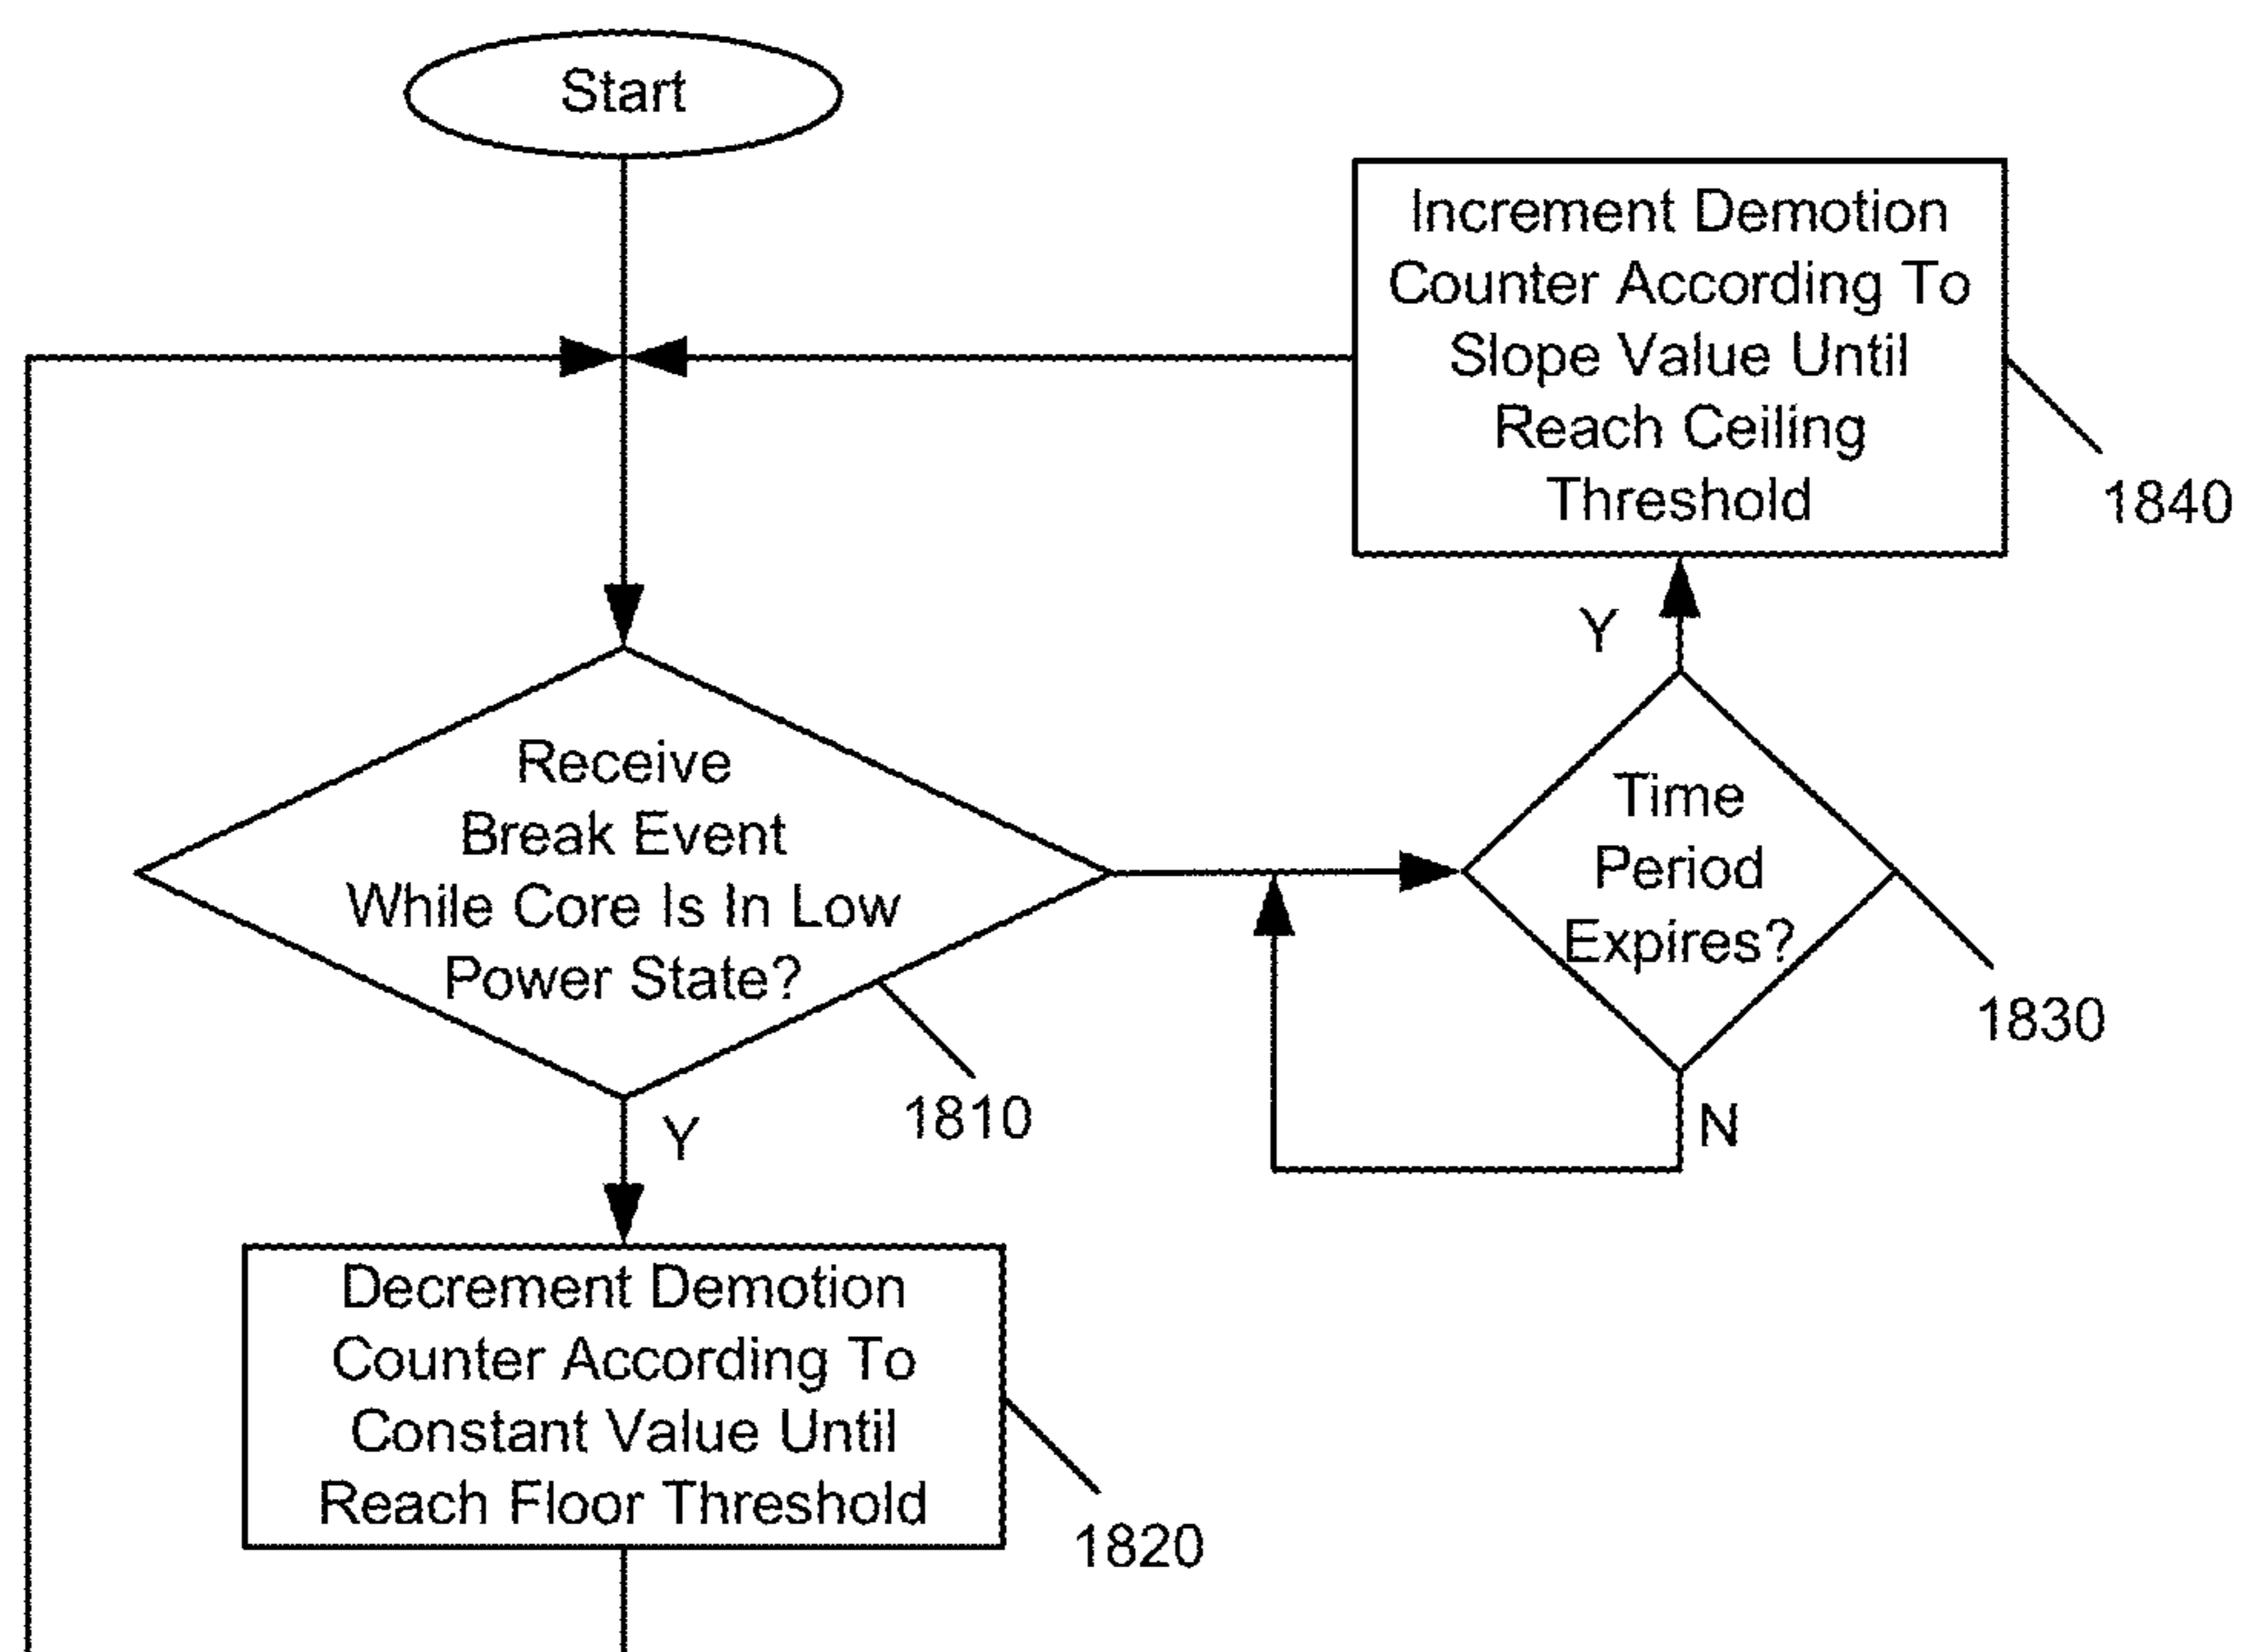 Start
Increment Demotion
Counter According To
Slope Value Until
Reach Ceiling
Threshold
1840
Y
Receive
Break Event
While Core Is In Low
Power State?
1810
Time
Period
Expires?
1830
N
Y
Decrement Demotion
Counter According To
Constant Value Until
Reach Floor Threshold
1820